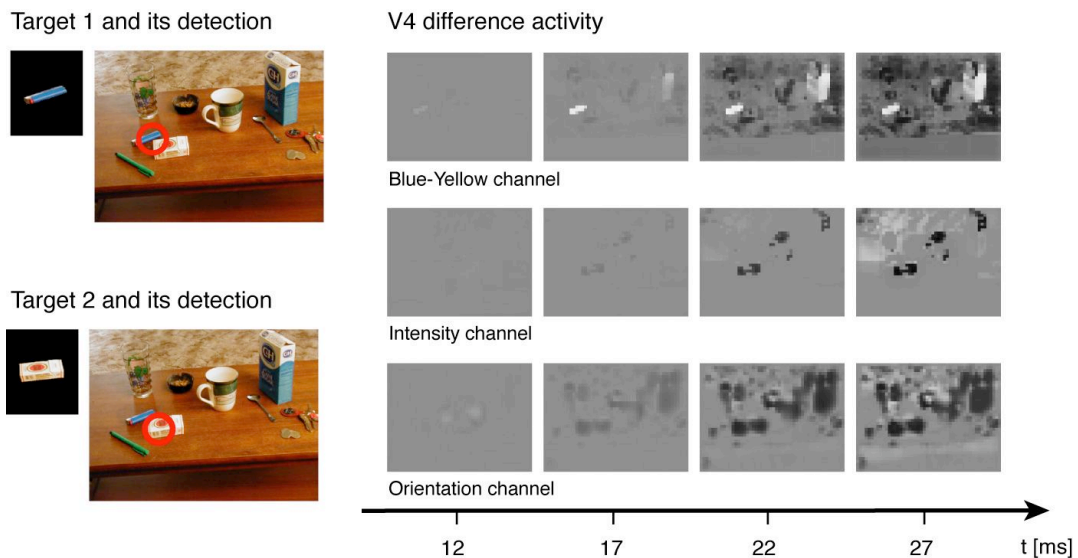 Target 1 and its detection
V4 difference activity
Blue-Yellow channel
Intensity channel
Target 2 and its detection
Orientation channel
12 17 22 27 t [ms]